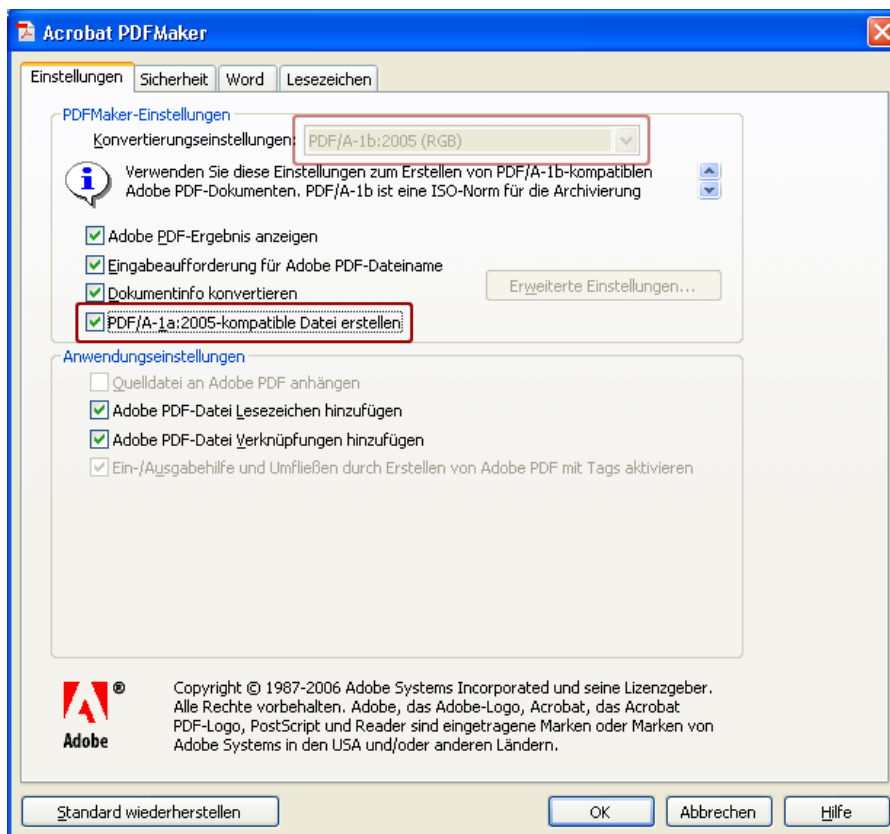 Acrobat PDFMaker
Einstellungen Sicherheit Word Lesezeichen
PDFMaker-Einstellungen
Konvertierungseinstellungen: PDF/A-1b:2005 (RGB)
Verwenden Sie diese Einstellungen zum Erstellen von PDF/A-1b-kompatiblen
Adobe PDF-Dokumenten. PDF/A-1b ist eine ISO-Norm für die Archivierung
Adobe PDF-Ergebnis anzeigen
Eingabeaufforderung für Adobe PDF-Dateiname
Dokumentinfo konvertieren
Erweiterte Einstellungen...
PDF/A-1a:2005-kompatible Datei erstellen
Anwendungseinstellungen
Quelldatei an Adobe PDF anhängen
Adobe PDF-Datei Lesezeichen hinzufügen
Adobe PDF-Datei Verknüpfungen hinzufügen
Ein-/Ausgabehilfe und Umfließen durch Erstellen von Adobe PDF mit Tags aktivieren
Adobe ®
Copyright © 1987-2006 Adobe Systems Incorporated und seine Lizenzgeber.
Alle Rechte vorbehalten. Adobe, das Adobe-Logo, Acrobat, das Acrobat
PDF-Logo, PostScript und Reader sind eingetragene Marken oder Marken von
Adobe Systems in den USA und/oder anderen Ländern.
Standard wiederherstellen OK Abbrechen Hilfe